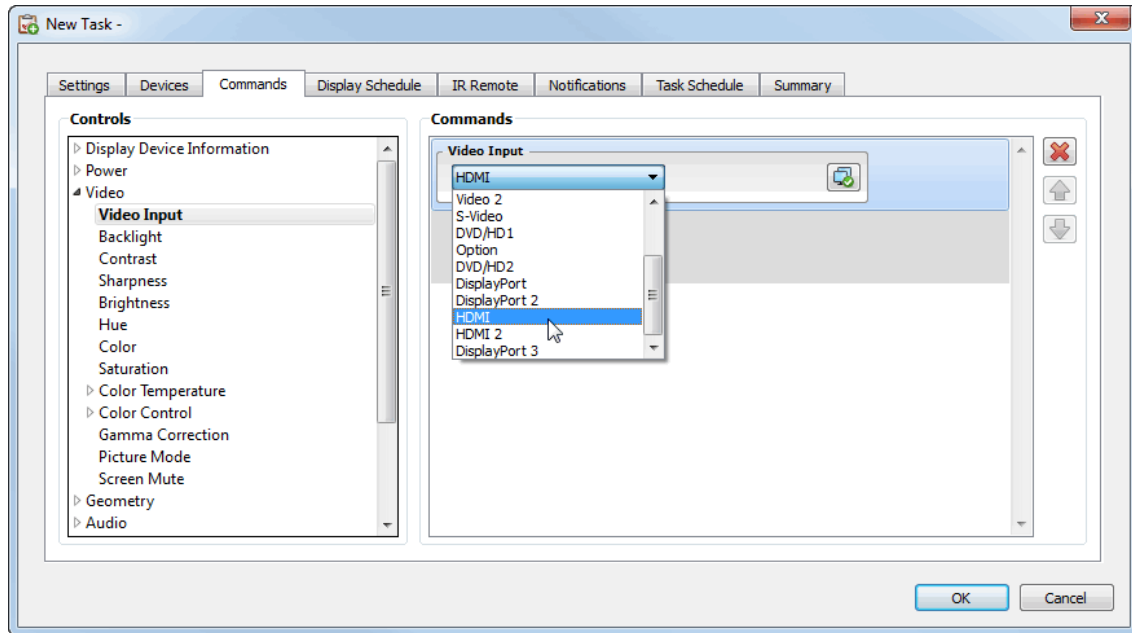 New Task -
Settings Devices Commands Display Schedule IR Remote Notifications Task Schedule Summary
Controls
Display Device Information
Power
Video
Video Input
Backlight
Contrast
Sharpness
Brightness
Hue
Color
Saturation
Color Temperature
Color Control
Gamma Correction
Picture Mode
Screen Mute
Geometry
Audio
Commands
Video Input
HDMI
Video 2
S-Video
DVD/HD1
Option
DVD/HD2
DisplayPort
DisplayPort 2
HDMI
HDMI 2
DisplayPort 3
OK Cancel